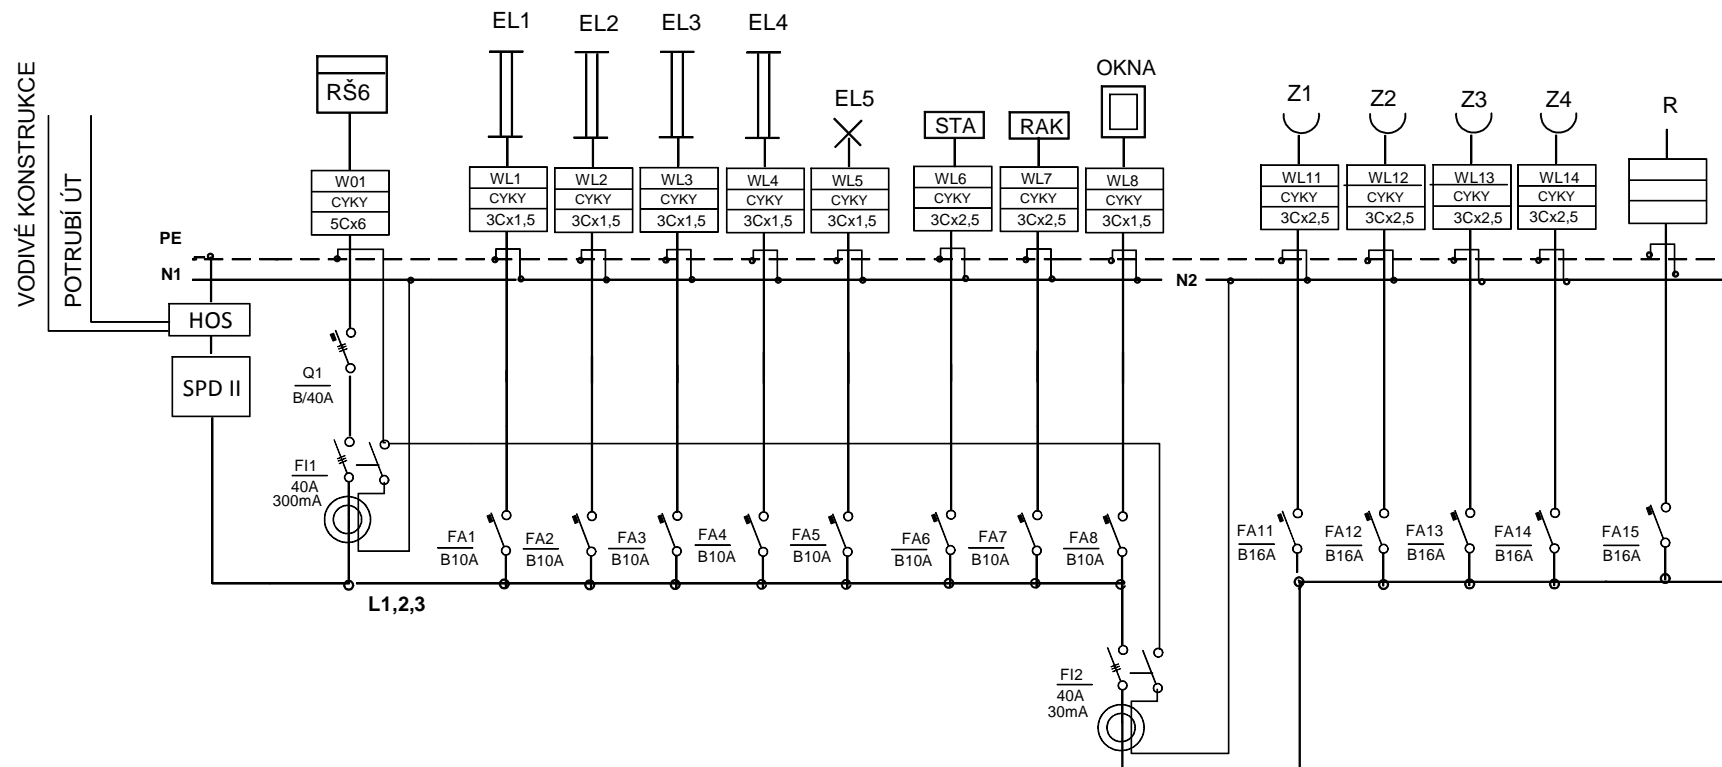 EL1
EL2
EL3
EL4
OKNA
VODIVÉ KONSTRUKCE
POTRUBÍ ÚT
RŠ6
EL5
STA
RAK
Z1
Z2
Z3
Z4
R
W01
CYKY
5Cx6
WL1
CYKY
3Cx1,5
WL2
CYKY
3Cx1,5
WL3
CYKY
3Cx1,5
WL4
CYKY
3Cx1,5
WL5
CYKY
3Cx1,5
WL6
CYKY
3Cx2,5
WL7
CYKY
3Cx2,5
WL8
CYKY
3Cx1,5
WL11
CYKY
3Cx2,5
WL12
CYKY
3Cx2,5
WL13
CYKY
3Cx2,5
WL14
CYKY
3Cx2,5
PE
N1
N2
HOS
SPD II
Q1
B/40A
FI1
40A
300mA
FA1
B10A
FA2
B10A
FA3
B10A
FA4
B10A
FA5
B10A
FA6
B10A
FA7
B10A
FA8
B10A
FA11
B16A
FA12
B16A
FA13
B16A
FA14
B16A
FA15
B16A
L1,2,3
FI2
40A
30mA